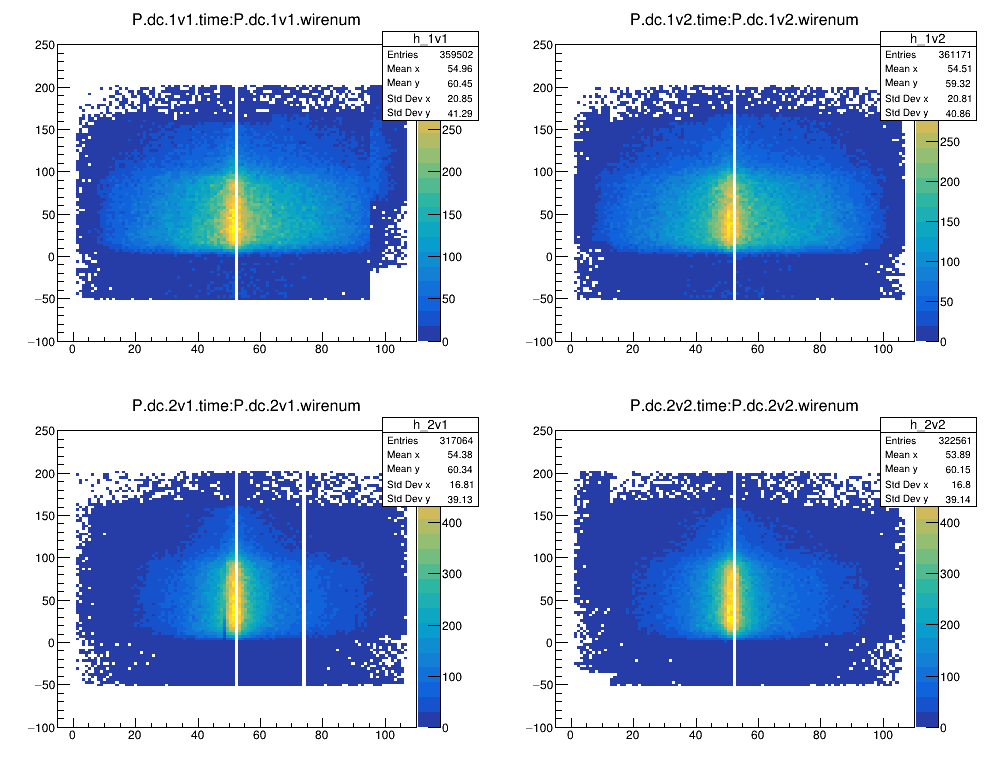 P.dc.1v1.time:P.dc.1v1.wirenum
h_1v1
Entries 359502
Mean x 54.96
Mean y 60.45
Std Dev x 20.85
Std Dev y 41.29
250
200
150
100
50
0
−50
−100
0 20 40 60 80 100
250
200
150
100
50
0
P.dc.1v2.time:P.dc.1v2.wirenum
h_1v2
Entries 361171
Mean x 54.51
Mean y 59.32
Std Dev x 20.81
Std Dev y 40.86
250
200
150
100
50
0
−50
−100
0 20 40 60 80 100
250
200
150
100
50
0
P.dc.2v1.time:P.dc.2v1.wirenum
h_2v1
Entries 317064
Mean x 54.38
Mean y 60.34
Std Dev x 16.81
Std Dev y 39.13
250
200
150
100
50
0
−50
−100
0 20 40 60 80 100
400
300
200
100
0
P.dc.2v2.time:P.dc.2v2.wirenum
h_2v2
Entries 322561
Mean x 53.89
Mean y 60.15
Std Dev x 16.8
Std Dev y 39.14
250
200
150
100
50
0
−50
−100
0 20 40 60 80 100
400
300
200
100
0